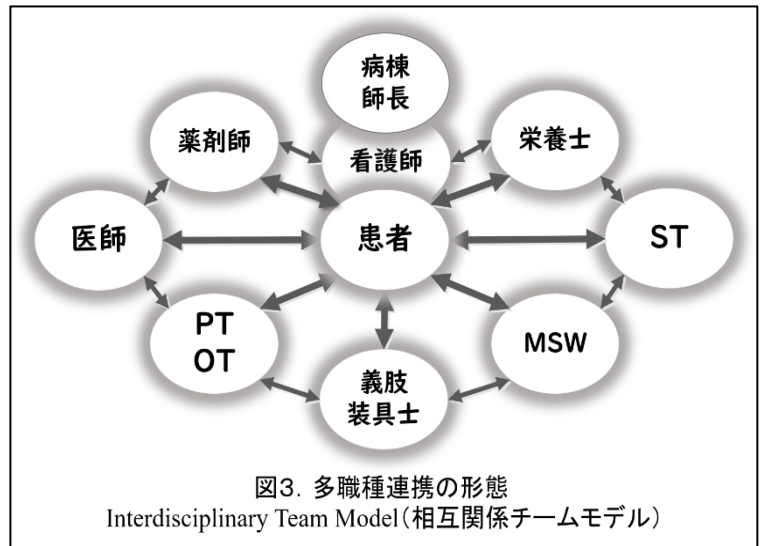 病棟
師長
薬剤師
看護師
栄養士
医師
患者
ST
PT
OT
MSW
義肢
装具士
図3. 多職種連携の形態
Interdisciplinary Team Model(相互関係チームモデル)